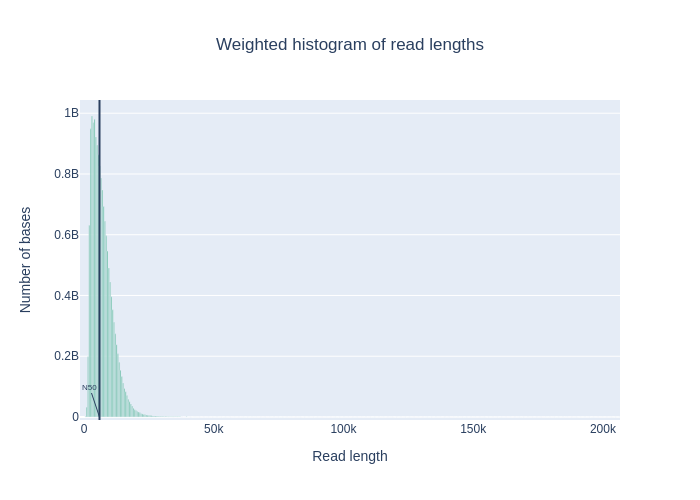 Weighted histogram of read lengths
Number of bases
1B
0.8B
0.6B
0.4B
0.2B
0
N50
0
50k
100k
150k
200k
Read length